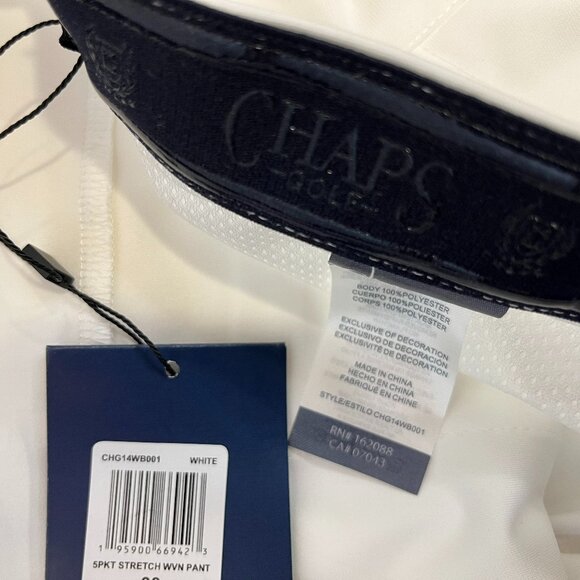 CHAPS
GOLF
BODY 100%POLYESTER
CUERPO 100%POLIESTER
CORPS 100%POLYESTER
EXCLUSIVE OF DECORATION
EXCLUSIVO DE DECORACIÓN
EXCLUSIVITÉ DE DÉCORATION
MADE IN CHINA
HECHO EN CHINA
FABRIQUÉ EN CHINE
STYLE/ESTILO CHG14WB001
RN# 162088
CA# 07043
CHG14WB001 WHITE
1 95900 66942 3
5PKT STRETCH WVN PANT